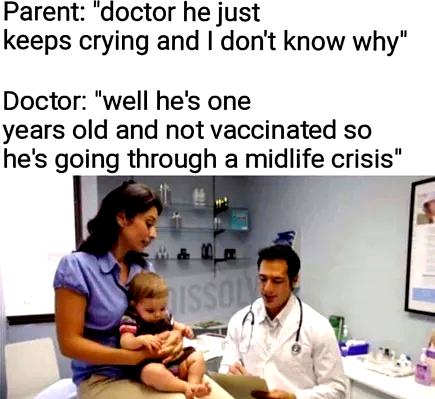 Parent: "doctor he just
keeps crying and I don't know why"
Doctor: "well he's one
years old and not vaccinated so
he's going through a midlife crisis"
DISSOLV